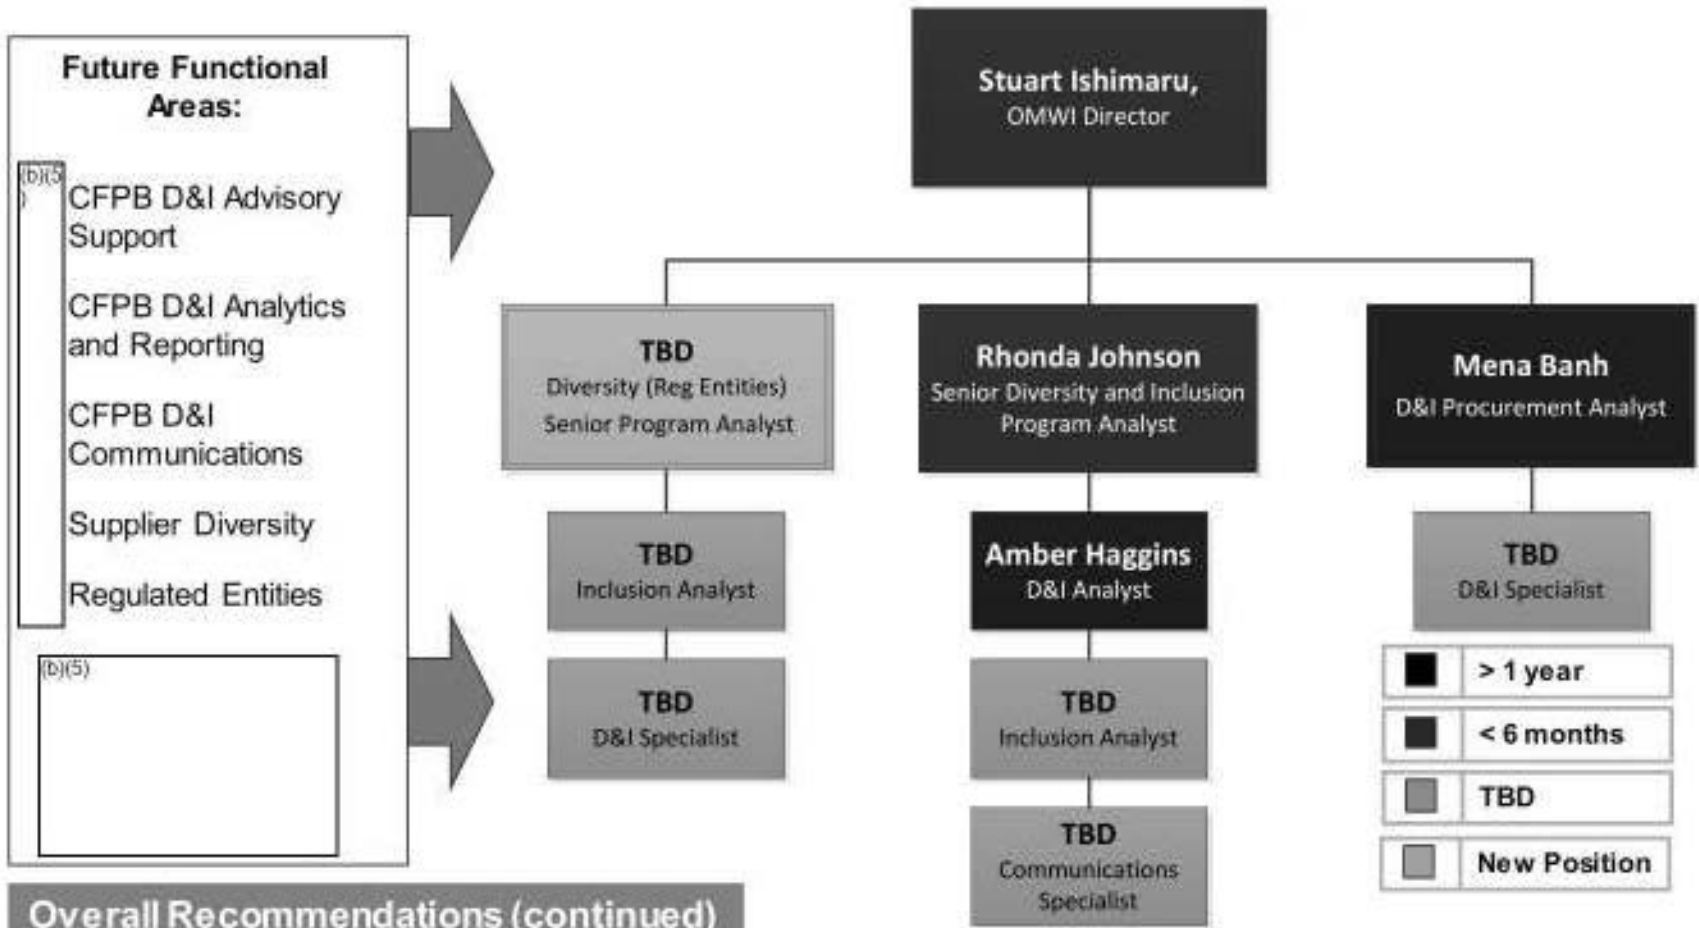 Future Functional
Areas:
(b)(5
)
CFPB D&I Advisory
Support
CFPB D&I Analytics
and Reporting
CFPB D&I
Communications
Supplier Diversity
Regulated Entities
(b)(5)
Stuart Ishimaru,
OMWI Director
TBD
Diversity (Reg Entities)
Senior Program Analyst
Rhonda Johnson
Senior Diversity and Inclusion
Program Analyst
Mena Banh
D&I Procurement Analyst
TBD
Inclusion Analyst
Amber Haggins
D&I Analyst
TBD
D&I Specialist
TBD
D&I Specialist
TBD
Inclusion Analyst
TBD
Communications
Specialist
> 1 year
< 6 months
TBD
New Position
Overall Recommendations (continued)